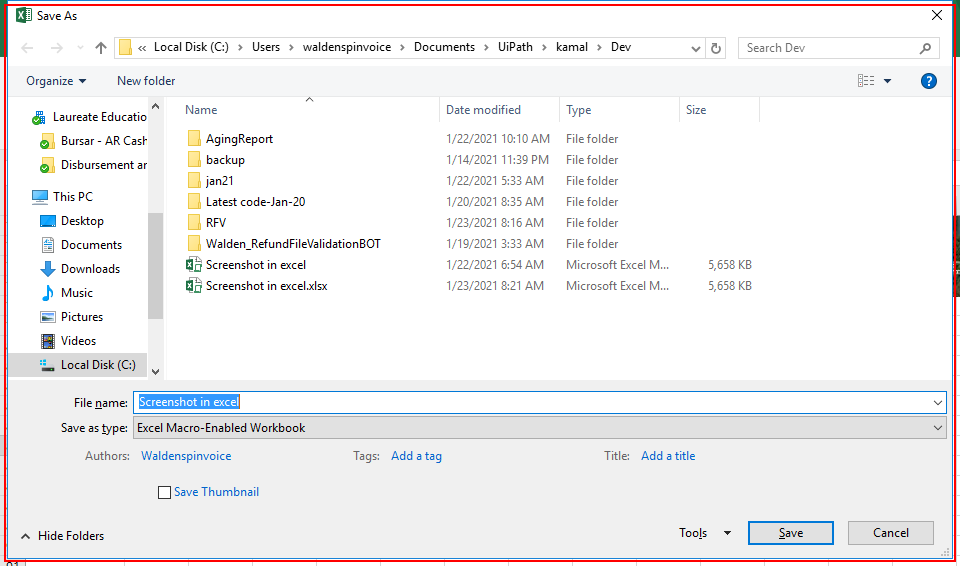 Save As
« Local Disk (C:) > Users > waldenspinvoice > Documents > UiPath > kamal > Dev
Search Dev
Organize New folder ?
Name Date modified Type Size
Laureate Educatio
Bursar - AR Cash
Disbursement ar
This PC
Desktop
Documents
Downloads
Music
Pictures
Videos
Local Disk (C:)
AgingReport 1/22/2021 10:10 AM File folder
backup 1/14/2021 11:39 PM File folder
jan21 1/22/2021 5:33 AM File folder
Latest code-Jan-20 1/20/2021 8:35 AM File folder
RFV 1/23/2021 8:16 AM File folder
Walden_RefundFileValidationBOT 1/19/2021 3:33 AM File folder
Screenshot in excel 1/22/2021 6:54 AM Microsoft Excel M... 5,658 KB
Screenshot in excel.xlsx 1/23/2021 8:21 AM Microsoft Excel M... 5,658 KB
File name: Screenshot in excel
Save as type: Excel Macro-Enabled Workbook
Authors: Waldenspinvoice Tags: Add a tag Title: Add a title
Save Thumbnail
Hide Folders Tools Save Cancel